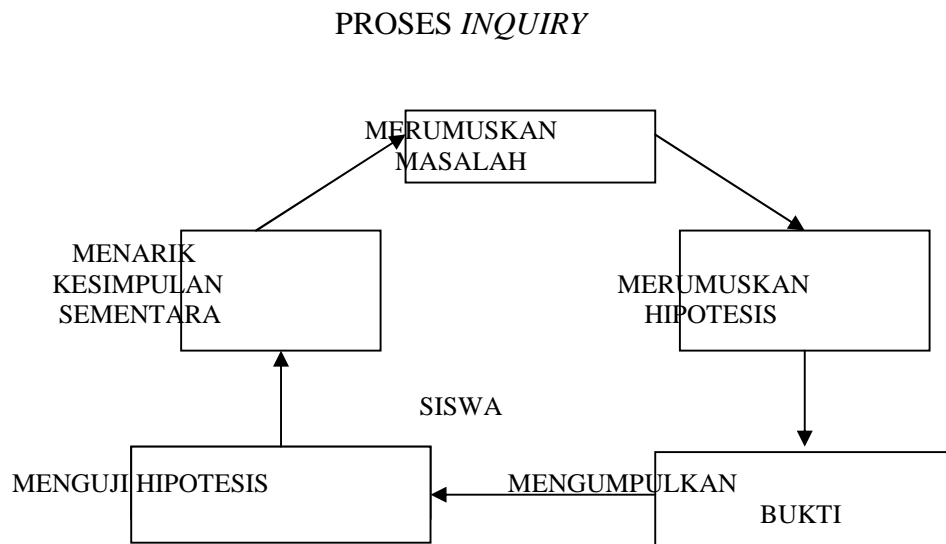 PROSES INQUIRY
MERUMUSKAN
MASALAH
MENARIK
KESIMPULAN
SEMENTARA
MERUMUSKAN
HIPOTESIS
SISWA
MENGUJI HIPOTESIS
MENGUMPULKAN
BUKTI